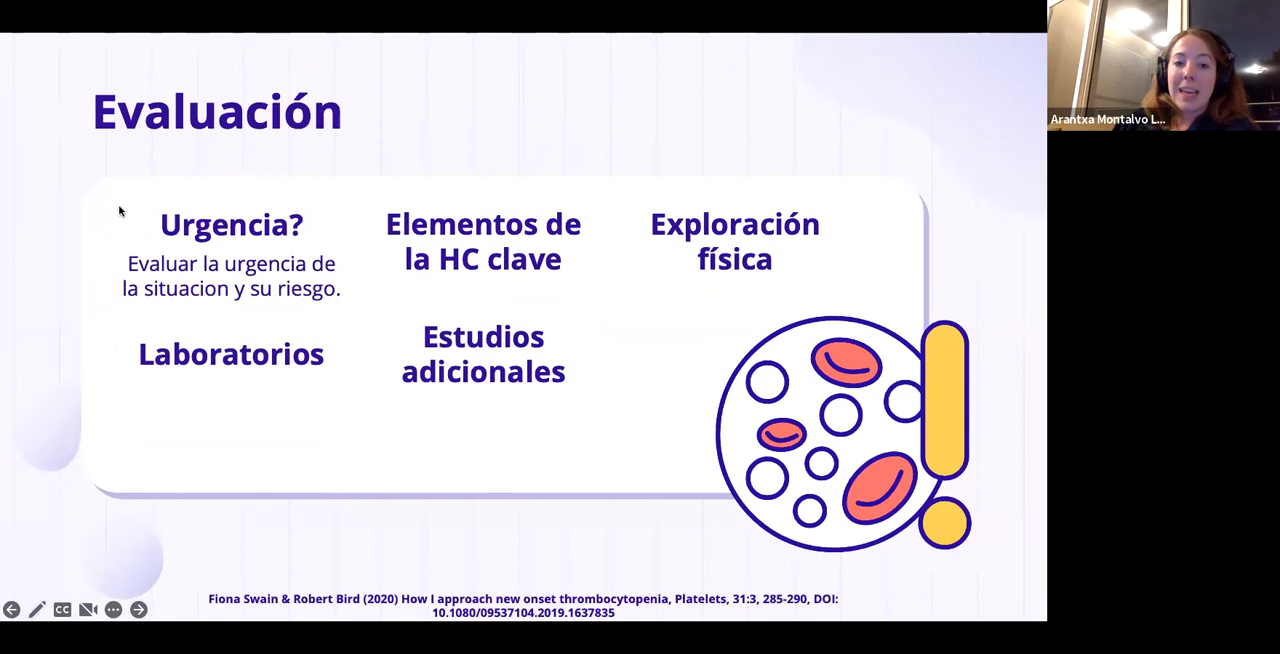 Evaluación
Urgencia?
Evaluar la urgencia de
la situacion y su riesgo.
Elementos de
la HC clave
Exploración
física
Laboratorios
Estudios
adicionales
Fiona Swain & Robert Bird (2020) How I approach new onset thrombocytopenia, Platelets, 31:3, 285-290, DOI:
10.1080/09537104.2019.1637835
CC
Arantxa Montalvo L...